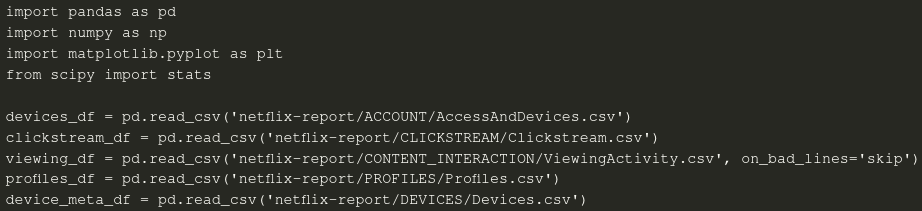 import pandas as pd
import numpy as np
import matplotlib.pyplot as plt
from scipy import stats

devices_df = pd.read_csv('netflix-report/ACCOUNT/AccessAndDevices.csv')
clickstream_df = pd.read_csv('netflix-report/CLICKSTREAM/Clickstream.csv')
viewing_df = pd.read_csv('netflix-report/CONTENT_INTERACTION/ViewingActivity.csv', on_bad_lines='skip')
profiles_df = pd.read_csv('netflix-report/PROFILES/Profiles.csv')
device_meta_df = pd.read_csv('netflix-report/DEVICES/Devices.csv')